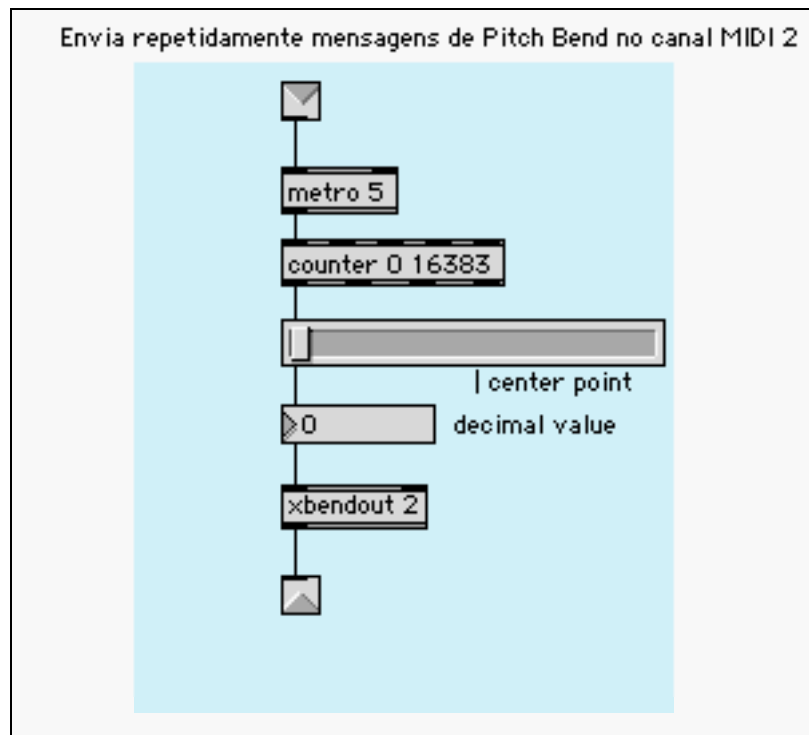 Envia repetidamente mensagens de Pitch Bend no canal MIDI 2
metro 5
counter 0 16383
| center point
0 decimal value
xbendout 2